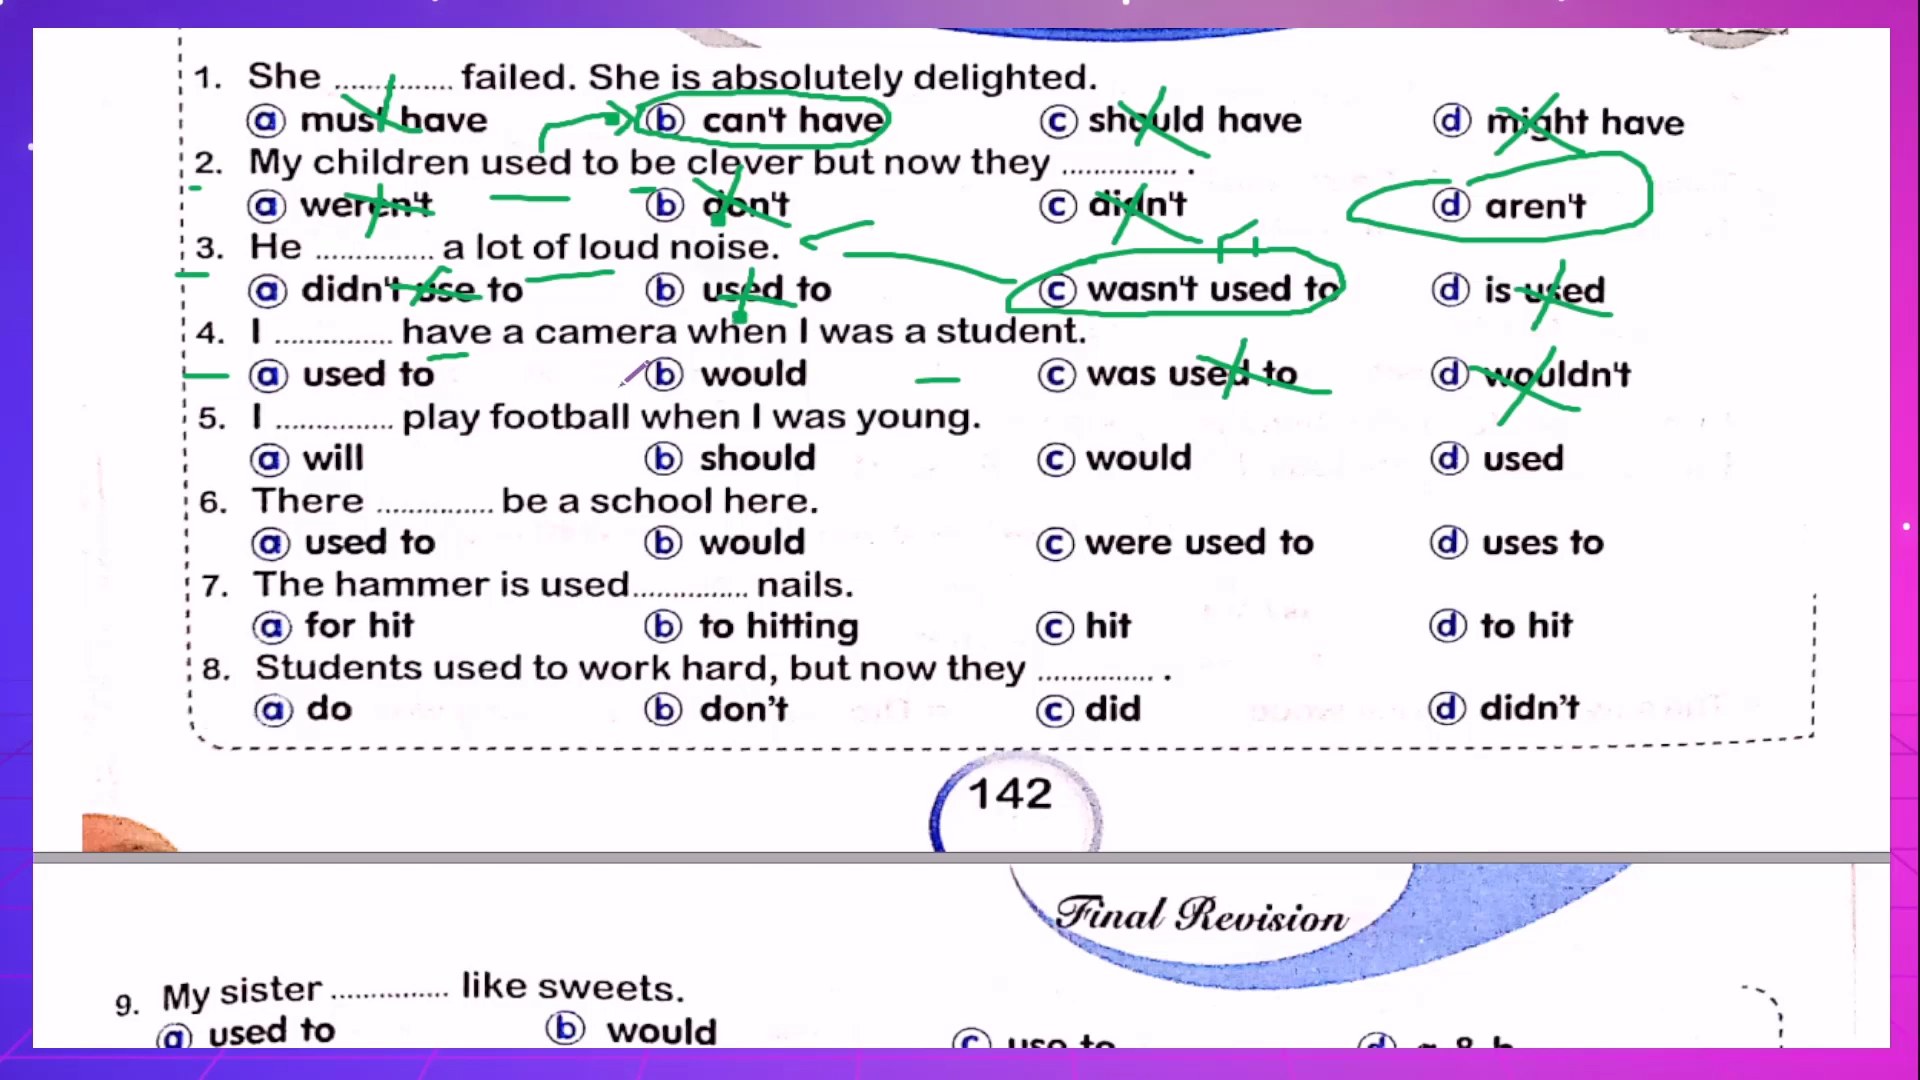 1. She .............. failed. She is absolutely delighted.
a must have b can't have c should have d might have
2. My children used to be clever but now they .............. .
a weren't b don't c didn't d aren't
3. He .............. a lot of loud noise.
a didn't use to b used to c wasn't used to d is used
4. I .............. have a camera when I was a student.
a used to b would c was used to d wouldn't
5. I .............. play football when I was young.
a will b should c would d used
6. There .............. be a school here.
a used to b would c were used to d uses to
7. The hammer is used.............. nails.
a for hit b to hitting c hit d to hit
8. Students used to work hard, but now they .............. .
a do b don't c did d didn't
142
Final Revision
9. My sister .............. like sweets.
a used to b would c use to d a & b